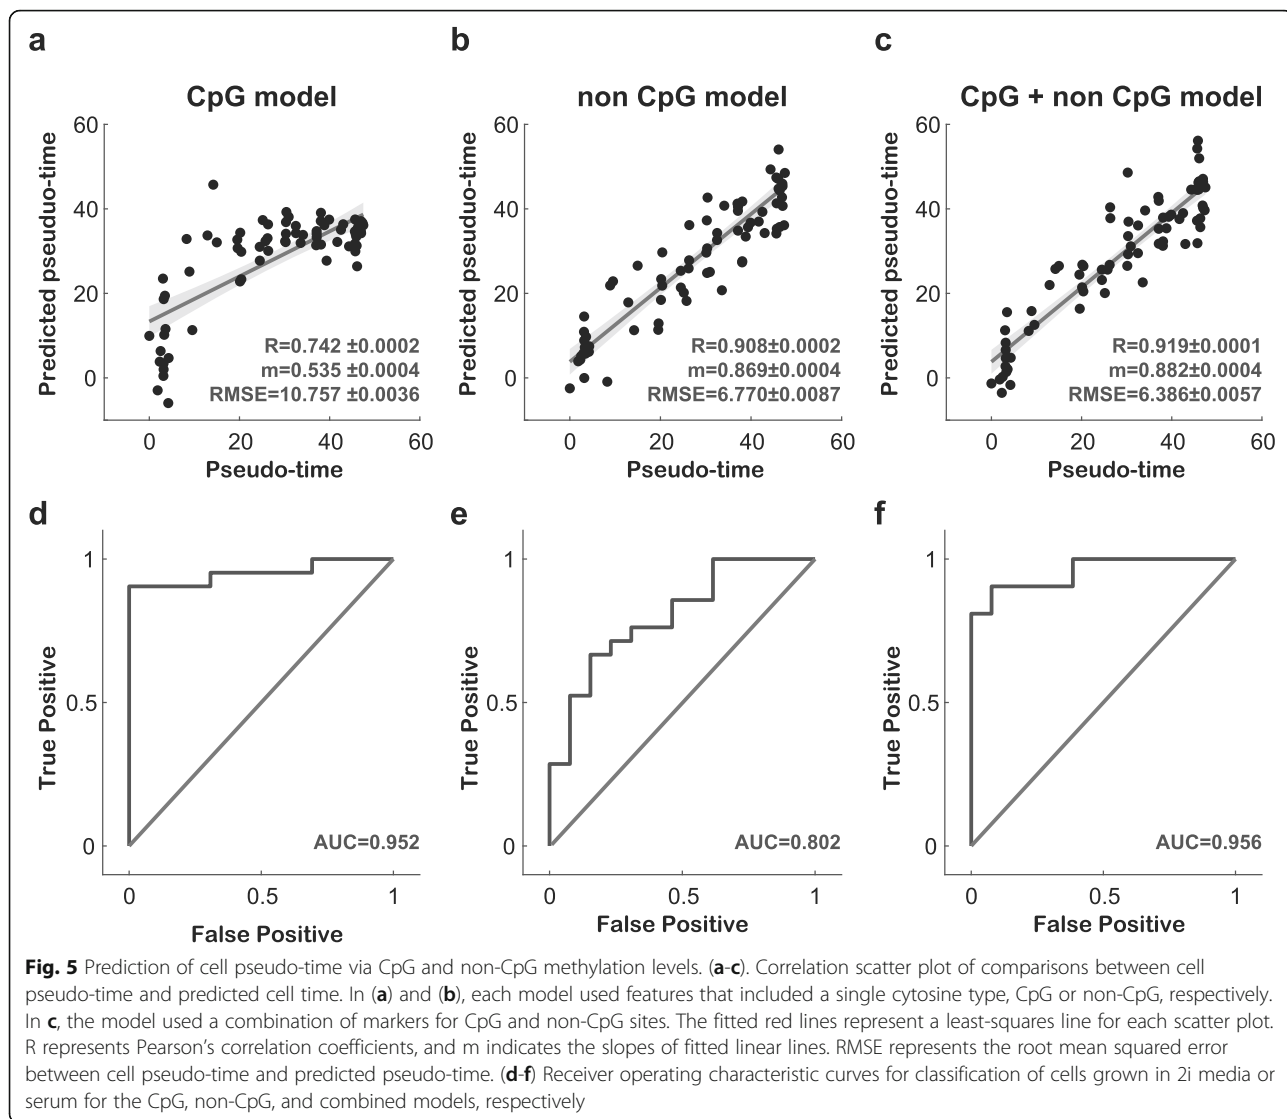 a
b
c
CpG model
non CpG model
CpG + non CpG model
Predicted pseuduo-time
60
40
20
0
R=0.742 ±0.0002
m=0.535 ±0.0004
RMSE=10.757 ±0.0036
0 20 40 60
Pseudo-time
Predicted pseuduo-time
60
40
20
0
R=0.908±0.0002
m=0.869±0.0004
RMSE=6.770±0.0087
0 20 40 60
Pseudo-time
Predicted pseuduo-time
60
40
20
0
R=0.919±0.0001
m=0.882±0.0004
RMSE=6.386±0.0057
0 20 40 60
Pseudo-time
d
e
f
True Positive
1
0.5
0
AUC=0.952
0 0.5 1
False Positive
True Positive
1
0.5
0
AUC=0.802
0 0.5 1
False Positive
True Positive
1
0.5
0
AUC=0.956
0 0.5 1
False Positive
Fig. 5 Prediction of cell pseudo-time via CpG and non-CpG methylation levels. (a-c). Correlation scatter plot of comparisons between cell
pseudo-time and predicted cell time. In (a) and (b), each model used features that included a single cytosine type, CpG or non-CpG, respectively.
In c, the model used a combination of markers for CpG and non-CpG sites. The fitted red lines represent a least-squares line for each scatter plot.
R represents Pearson's correlation coefficients, and m indicates the slopes of fitted linear lines. RMSE represents the root mean squared error
between cell pseudo-time and predicted pseudo-time. (d-f) Receiver operating characteristic curves for classification of cells grown in 2i media or
serum for the CpG, non-CpG, and combined models, respectively